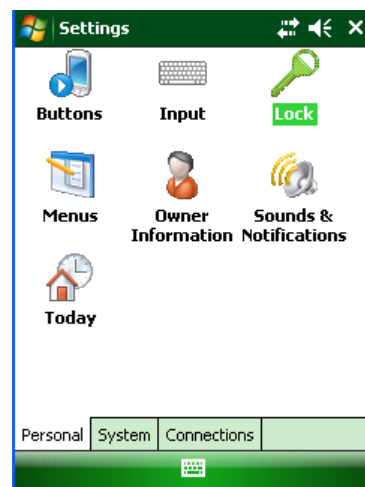 Settings
Buttons Input Lock
Menus Owner Information Sounds & Notifications
Today
Personal System Connections